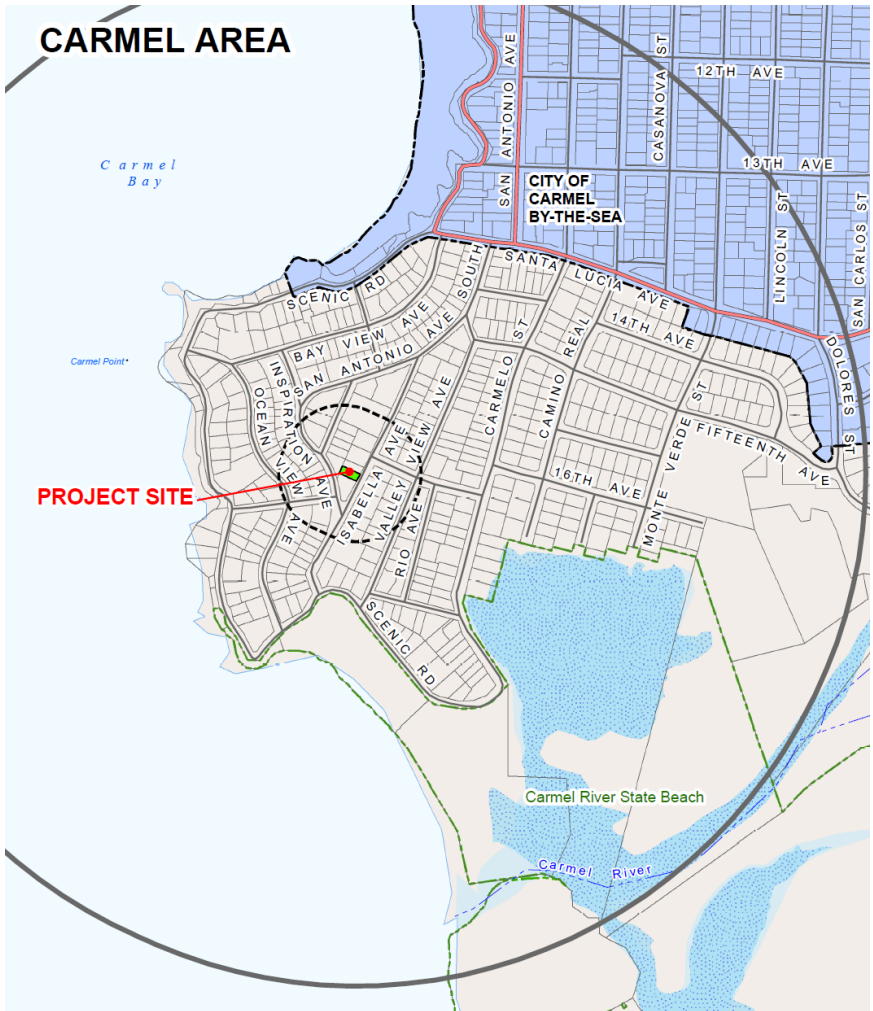 CARMEL AREA
Carmel
Bay
SAN ANTONIO AVE
CASANOVA ST
12TH AVE
13TH AVE
LINCOLN ST
SAN CARLOS ST
CITY OF
CARMEL
BY-THE-SEA
SANTA LUCIA AVE
SCENIC RD
BAY VIEW AVE
SAN ANTONIO AVE SOUTH
14TH AVE
DOLORES ST
Carmel Point
INSPIRATION AVE
OCEAN VIEW AVE
CARMELO ST
CAMINO REAL
MONTE VERDE ST
FIFTEENTH AVE
PROJECT SITE
ISABELLA AVE
VALLEY VIEW AVE
RIO AVE
16TH AVE
SCENIC RD
Carmel River State Beach
Carmel River